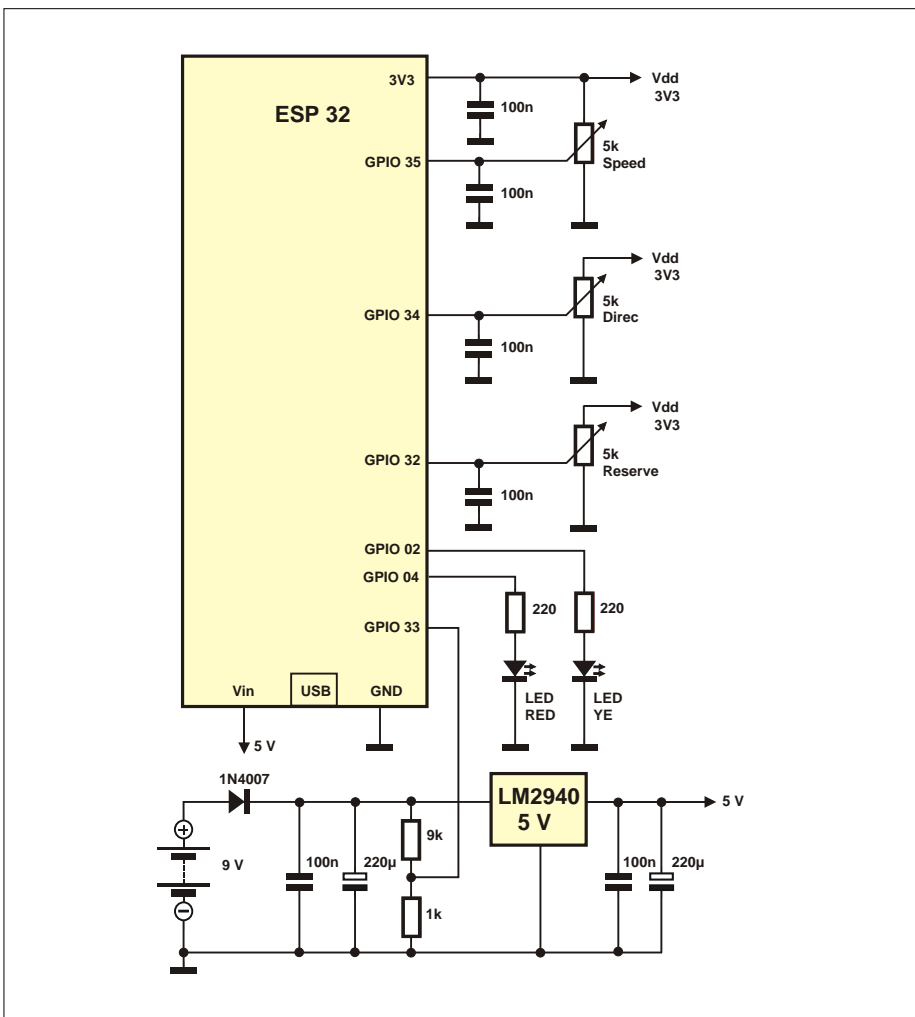 3V3
Vdd
3V3
ESP 32
100n
5k
Speed
GPIO 35
100n
Vdd
3V3
5k
Direc
GPIO 34
100n
Vdd
3V3
5k
Reserve
GPIO 32
100n
GPIO 02
GPIO 04
220
220
GPIO 33
LED
RED
LED
YE
Vin
USB
GND
5 V
1N4007
LM2940
5 V
5 V
9k
9 V
100n
220µ
100n
220µ
1k